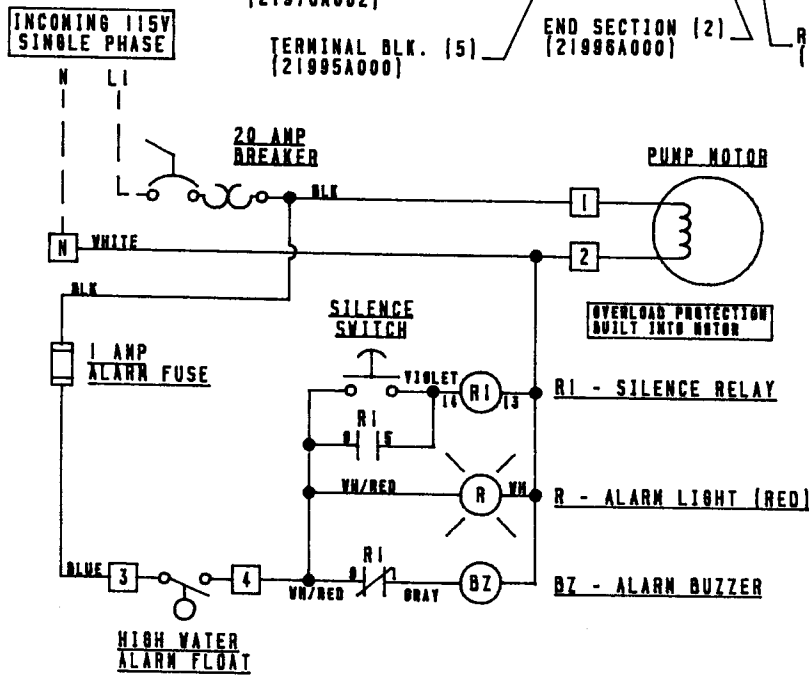 TERMINAL BLK. (5)
(21995A000)
END SECTION (2)
(21996A000)
R
(
INCOMING 115V
SINGLE PHASE
N L1
20 AMP
BREAKER
PUMP MOTOR
BLK
1
N WHITE
2
BLK
OVERLOAD PROTECTION
BUILT INTO MOTOR
SILENCE
SWITCH
1 AMP
ALARM FUSE
VIOLET
14 R1 13
R1 - SILENCE RELAY
R1
9 5
WH/RED R WH
R - ALARM LIGHT (RED)
R1
BLUE 3 4 WH/RED
9 1 GRAY BZ
BZ - ALARM BUZZER
HIGH WATER
ALARM FLOAT